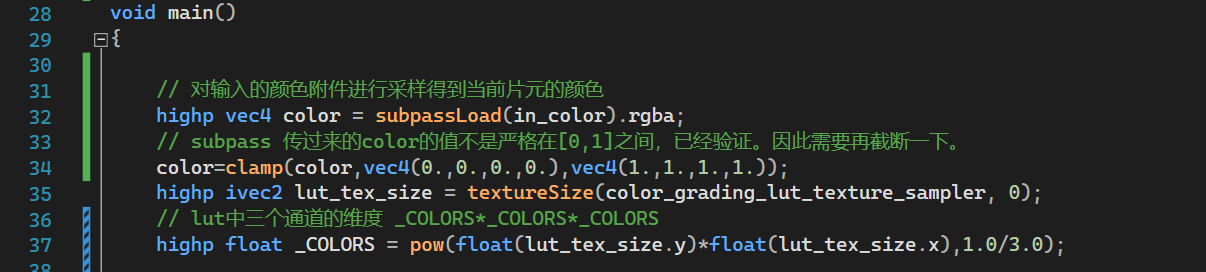 28 void main()
29 {
30
31 // 对输入的颜色附件进行采样得到当前片元的颜色
32 highp vec4 color = subpassLoad(in_color).rgba;
33 // subpass 传过来的color的值不是严格在[0,1]之间，已经验证。因此需要再截断一下。
34 color=clamp(color,vec4(0.,0.,0.,0.),vec4(1.,1.,1.,1.));
35 highp ivec2 lut_tex_size = textureSize(color_grading_lut_texture_sampler, 0);
36 // lut中三个通道的维度 _COLORS*_COLORS*_COLORS
37 highp float _COLORS = pow(float(lut_tex_size.y)*float(lut_tex_size.x),1.0/3.0);
38